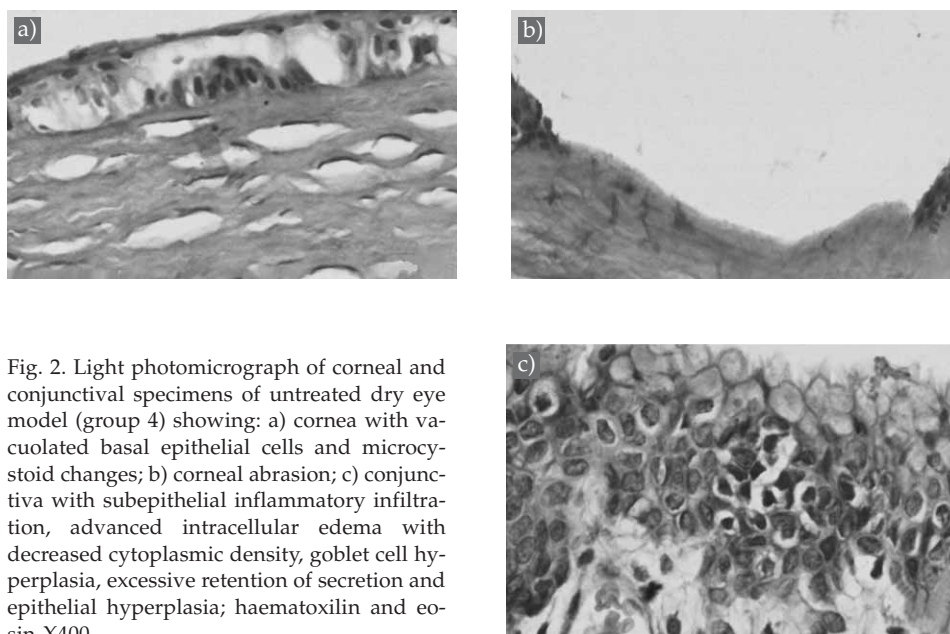 a)
b)
c)
Fig. 2. Light photomicrograph of corneal and
conjunctival specimens of untreated dry eye
model (group 4) showing: a) cornea with va-
cuolated basal epithelial cells and microcy-
stoid changes; b) corneal abrasion; c) conjunc-
tiva with subepithelial inflammatory infiltra-
tion, advanced intracellular edema with
decreased cytoplasmic density, goblet cell hy-
perplasia, excessive retention of secretion and
epithelial hyperplasia; haematoxilin and eo-
sin X400